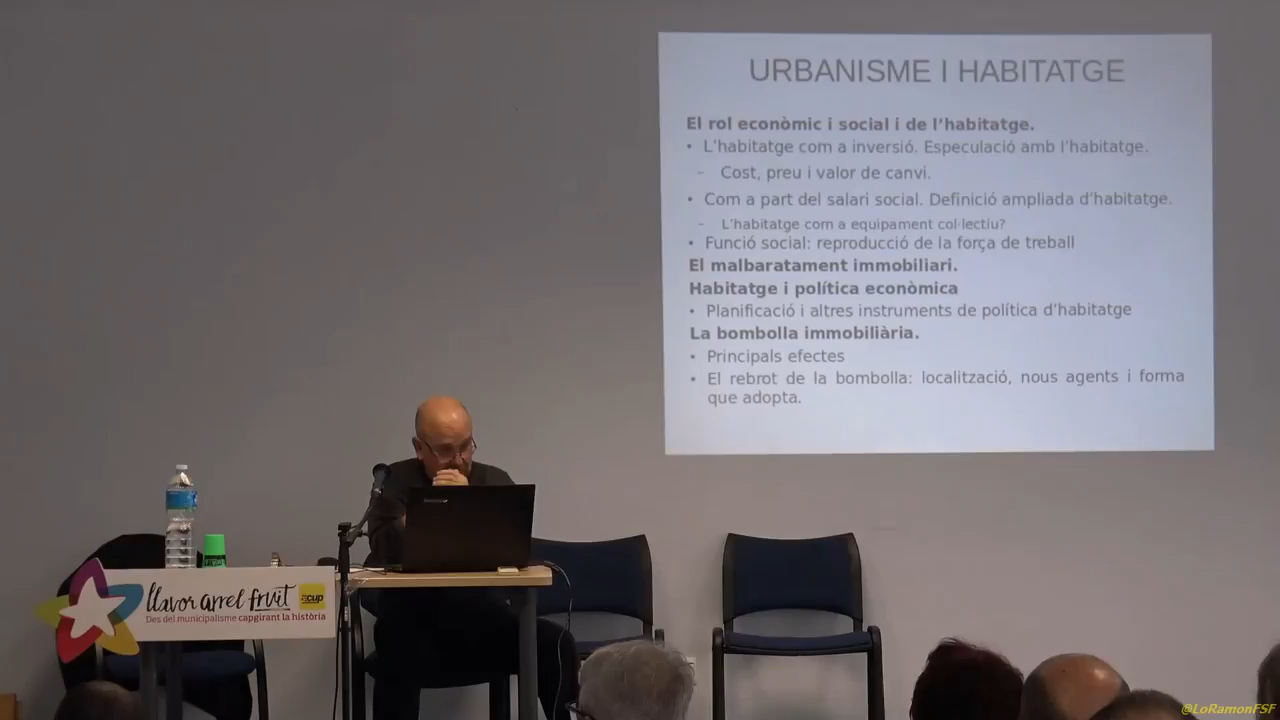 URBANISME I HABITATGE
El rol econòmic i social i de l'habitatge.
• L'habitatge com a inversió. Especulació amb l'habitatge.
– Cost, preu i valor de canvi.
• Com a part del salari social. Definició ampliada d'habitatge.
– L'habitatge com a equipament col·lectiu?
• Funció social: reproducció de la força de treball
El malbaratament immobiliari.
Habitatge i política econòmica
• Planificació i altres instruments de política d'habitatge
La bombolla immobiliària.
• Principals efectes
• El rebrot de la bombolla: localització, nous agents i forma
que adopta.
llavor arrel fruit
acup
Des del municipalisme capgirant la història
@LoRamonFSF